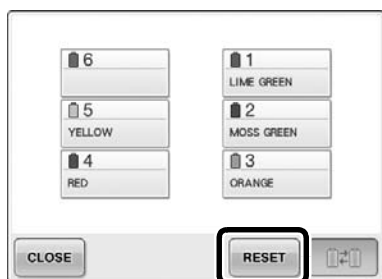 6
1
LIME GREEN
5
YELLOW
2
MOSS GREEN
4
RED
3
ORANGE
CLOSE
RESET